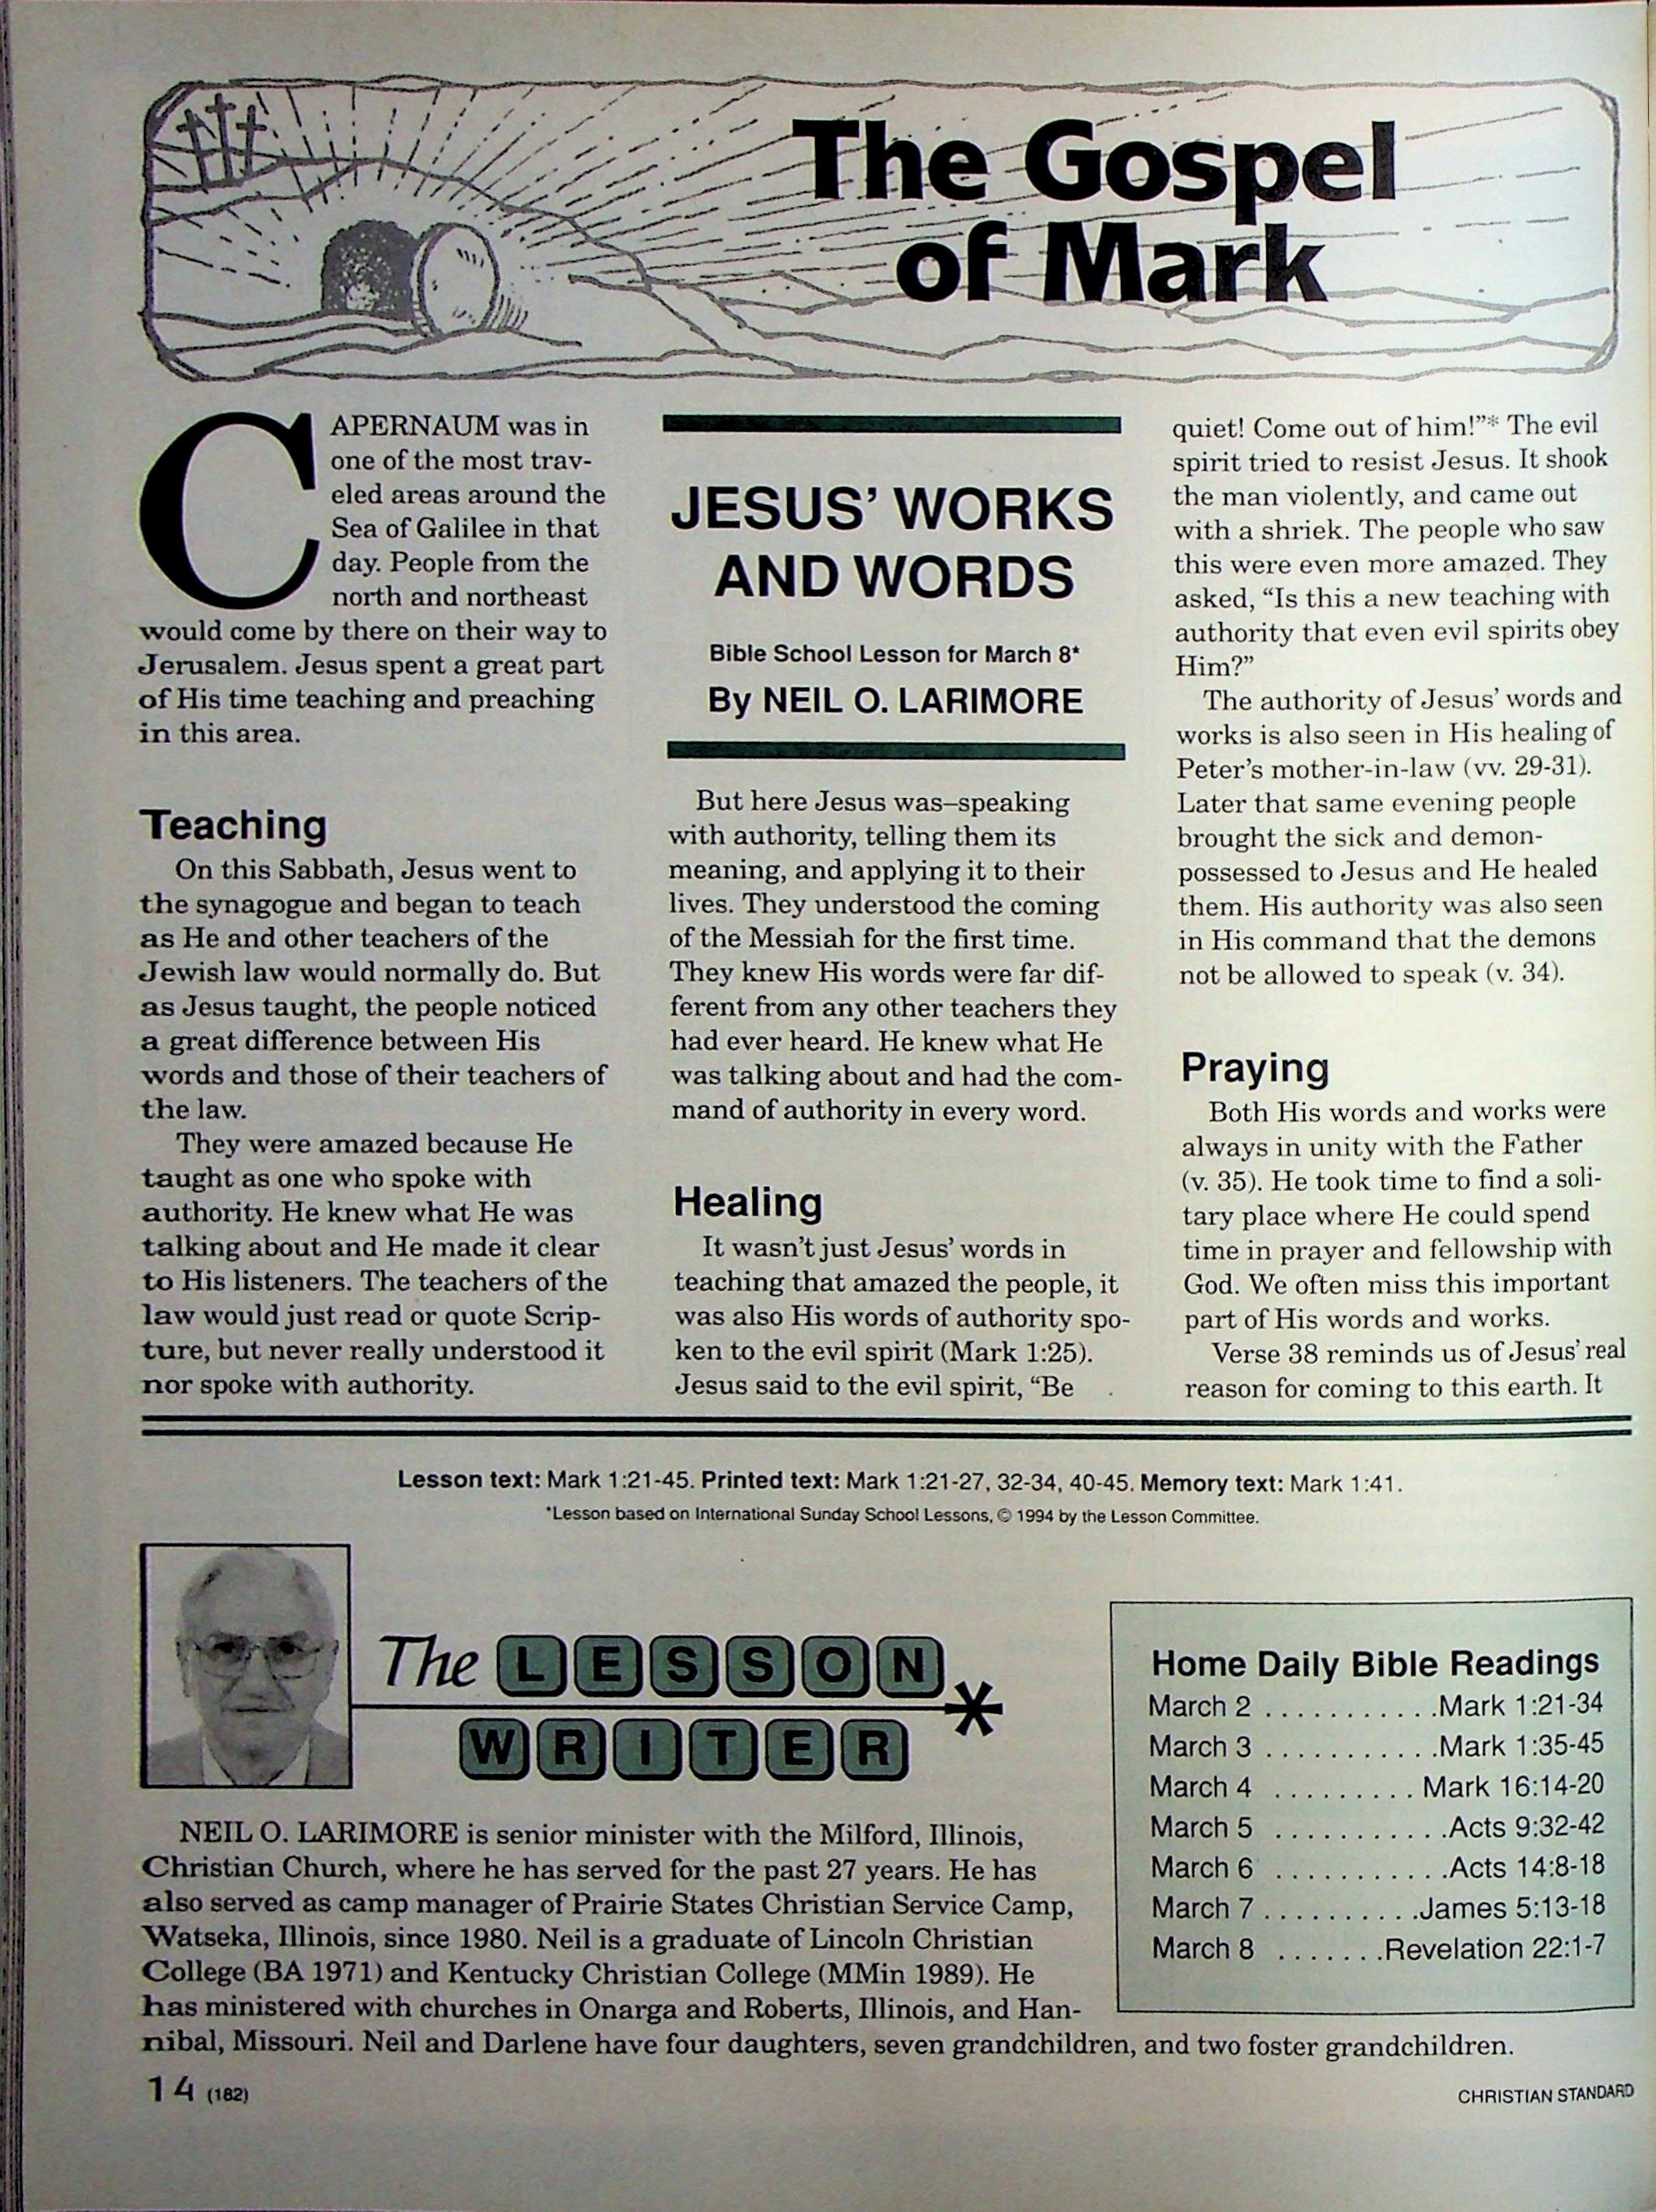 The Gospel
of Mark
CAPERNAUM was in
one of the most trav-
eled areas around the
Sea of Galilee in that
day. People from the
north and northeast
would come by there on their way to
Jerusalem. Jesus spent a great part
of His time teaching and preaching
in this area.
Teaching
On this Sabbath, Jesus went to
the synagogue and began to teach
as He and other teachers of the
Jewish law would normally do. But
as Jesus taught, the people noticed
a great difference between His
words and those of their teachers of
the law.
They were amazed because He
taught as one who spoke with
authority. He knew what He was
talking about and He made it clear
to His listeners. The teachers of the
law would just read or quote Scrip-
ture, but never really understood it
nor spoke with authority.
JESUS’ WORKS
AND WORDS
Bible School Lesson for March 8*
By NEIL O. LARIMORE
But here Jesus was–speaking
with authority, telling them its
meaning, and applying it to their
lives. They understood the coming
of the Messiah for the first time.
They knew His words were far dif-
ferent from any other teachers they
had ever heard. He knew what He
was talking about and had the com-
mand of authority in every word.
Healing
It wasn’t just Jesus’ words in
teaching that amazed the people, it
was also His words of authority spo-
ken to the evil spirit (Mark 1:25).
Jesus said to the evil spirit, “Be
quiet! Come out of him!”* The evil
spirit tried to resist Jesus. It shook
the man violently, and came out
with a shriek. The people who saw
this were even more amazed. They
asked, “Is this a new teaching with
authority that even evil spirits obey
Him?”
The authority of Jesus’ words and
works is also seen in His healing of
Peter’s mother-in-law (vv. 29-31).
Later that same evening people
brought the sick and demon-
possessed to Jesus and He healed
them. His authority was also seen
in His command that the demons
not be allowed to speak (v. 34).
Praying
Both His words and works were
always in unity with the Father
(v. 35). He took time to find a soli-
tary place where He could spend
time in prayer and fellowship with
God. We often miss this important
part of His words and works.
Verse 38 reminds us of Jesus’ real
reason for coming to this earth. It
Lesson text: Mark 1:21-45. Printed text: Mark 1:21-27, 32-34, 40-45. Memory text: Mark 1:41.
*Lesson based on International Sunday School Lessons, © 1994 by the Lesson Committee.
The LESSON
WRITER*
NEIL O. LARIMORE is senior minister with the Milford, Illinois,
Christian Church, where he has served for the past 27 years. He has
also served as camp manager of Prairie States Christian Service Camp,
Watseka, Illinois, since 1980. Neil is a graduate of Lincoln Christian
College (BA 1971) and Kentucky Christian College (MMin 1989). He
has ministered with churches in Onarga and Roberts, Illinois, and Han-
nibal, Missouri. Neil and Darlene have four daughters, seven grandchildren, and two foster grandchildren.
Home Daily Bible Readings
March 2 . . . . . . . . . . .Mark 1:21-34
March 3 . . . . . . . . . . .Mark 1:35-45
March 4 . . . . . . . . . Mark 16:14-20
March 5 . . . . . . . . . . .Acts 9:32-42
March 6 . . . . . . . . . . .Acts 14:8-18
March 7 . . . . . . . . . .James 5:13-18
March 8 . . . . . . .Revelation 22:1-7
14 (182)
CHRISTIAN STANDARD